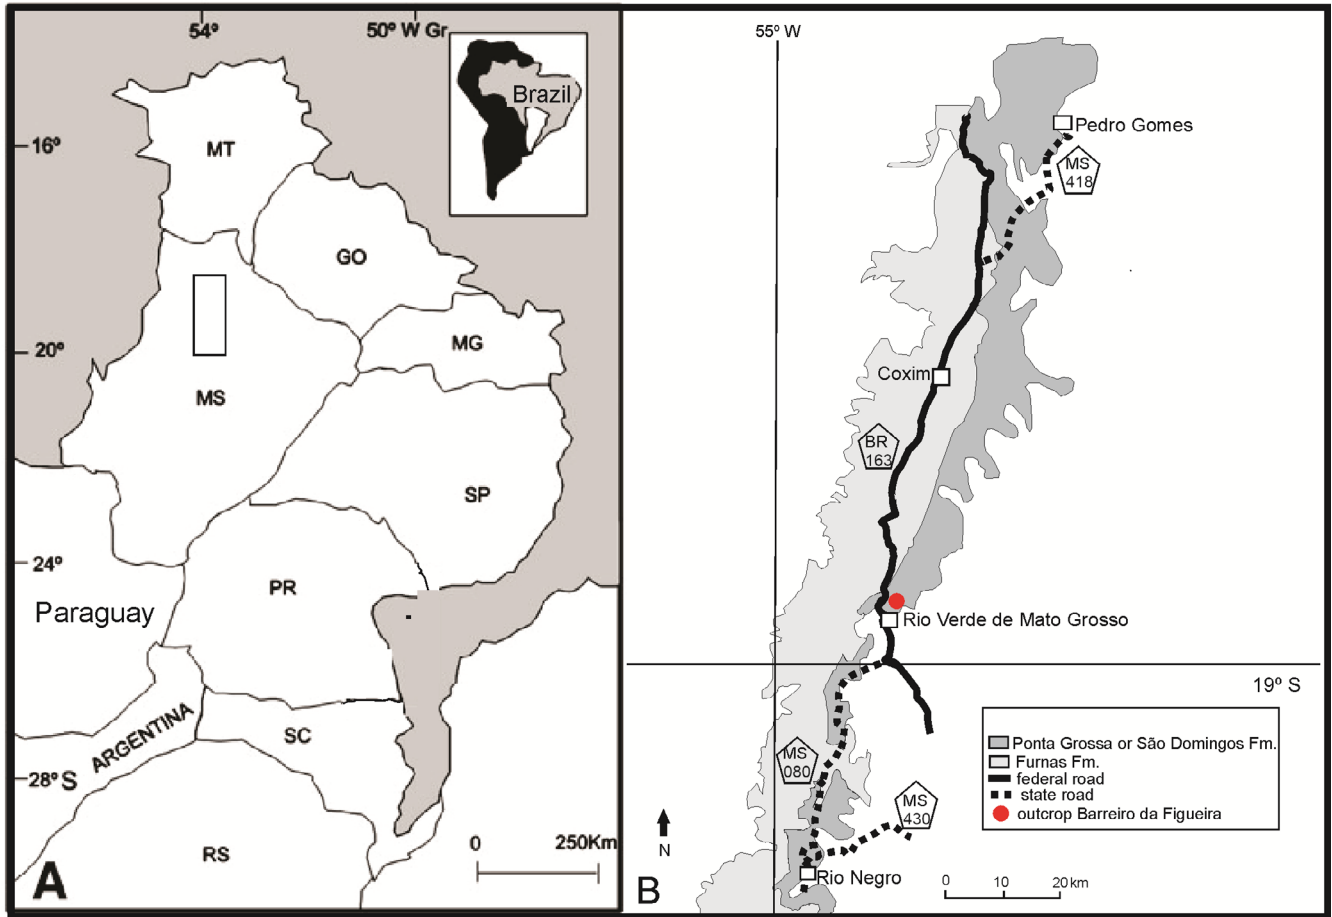 54º
50º W Gr
Brazil
16º
MT
GO
20º
MG
MS
SP
24º
PR
Paraguay
ARGENTINA
SC
28º S
RS
0
250Km
A
55º W
Pedro Gomes
MS
418
Coxim
BR
163
Rio Verde de Mato Grosso
19º S
MS
080
Ponta Grossa or São Domingos Fm.
Furnas Fm.
federal road
state road
outcrop Barreiro da Figueira
MS
430
N
Rio Negro
0
10
20 km
B